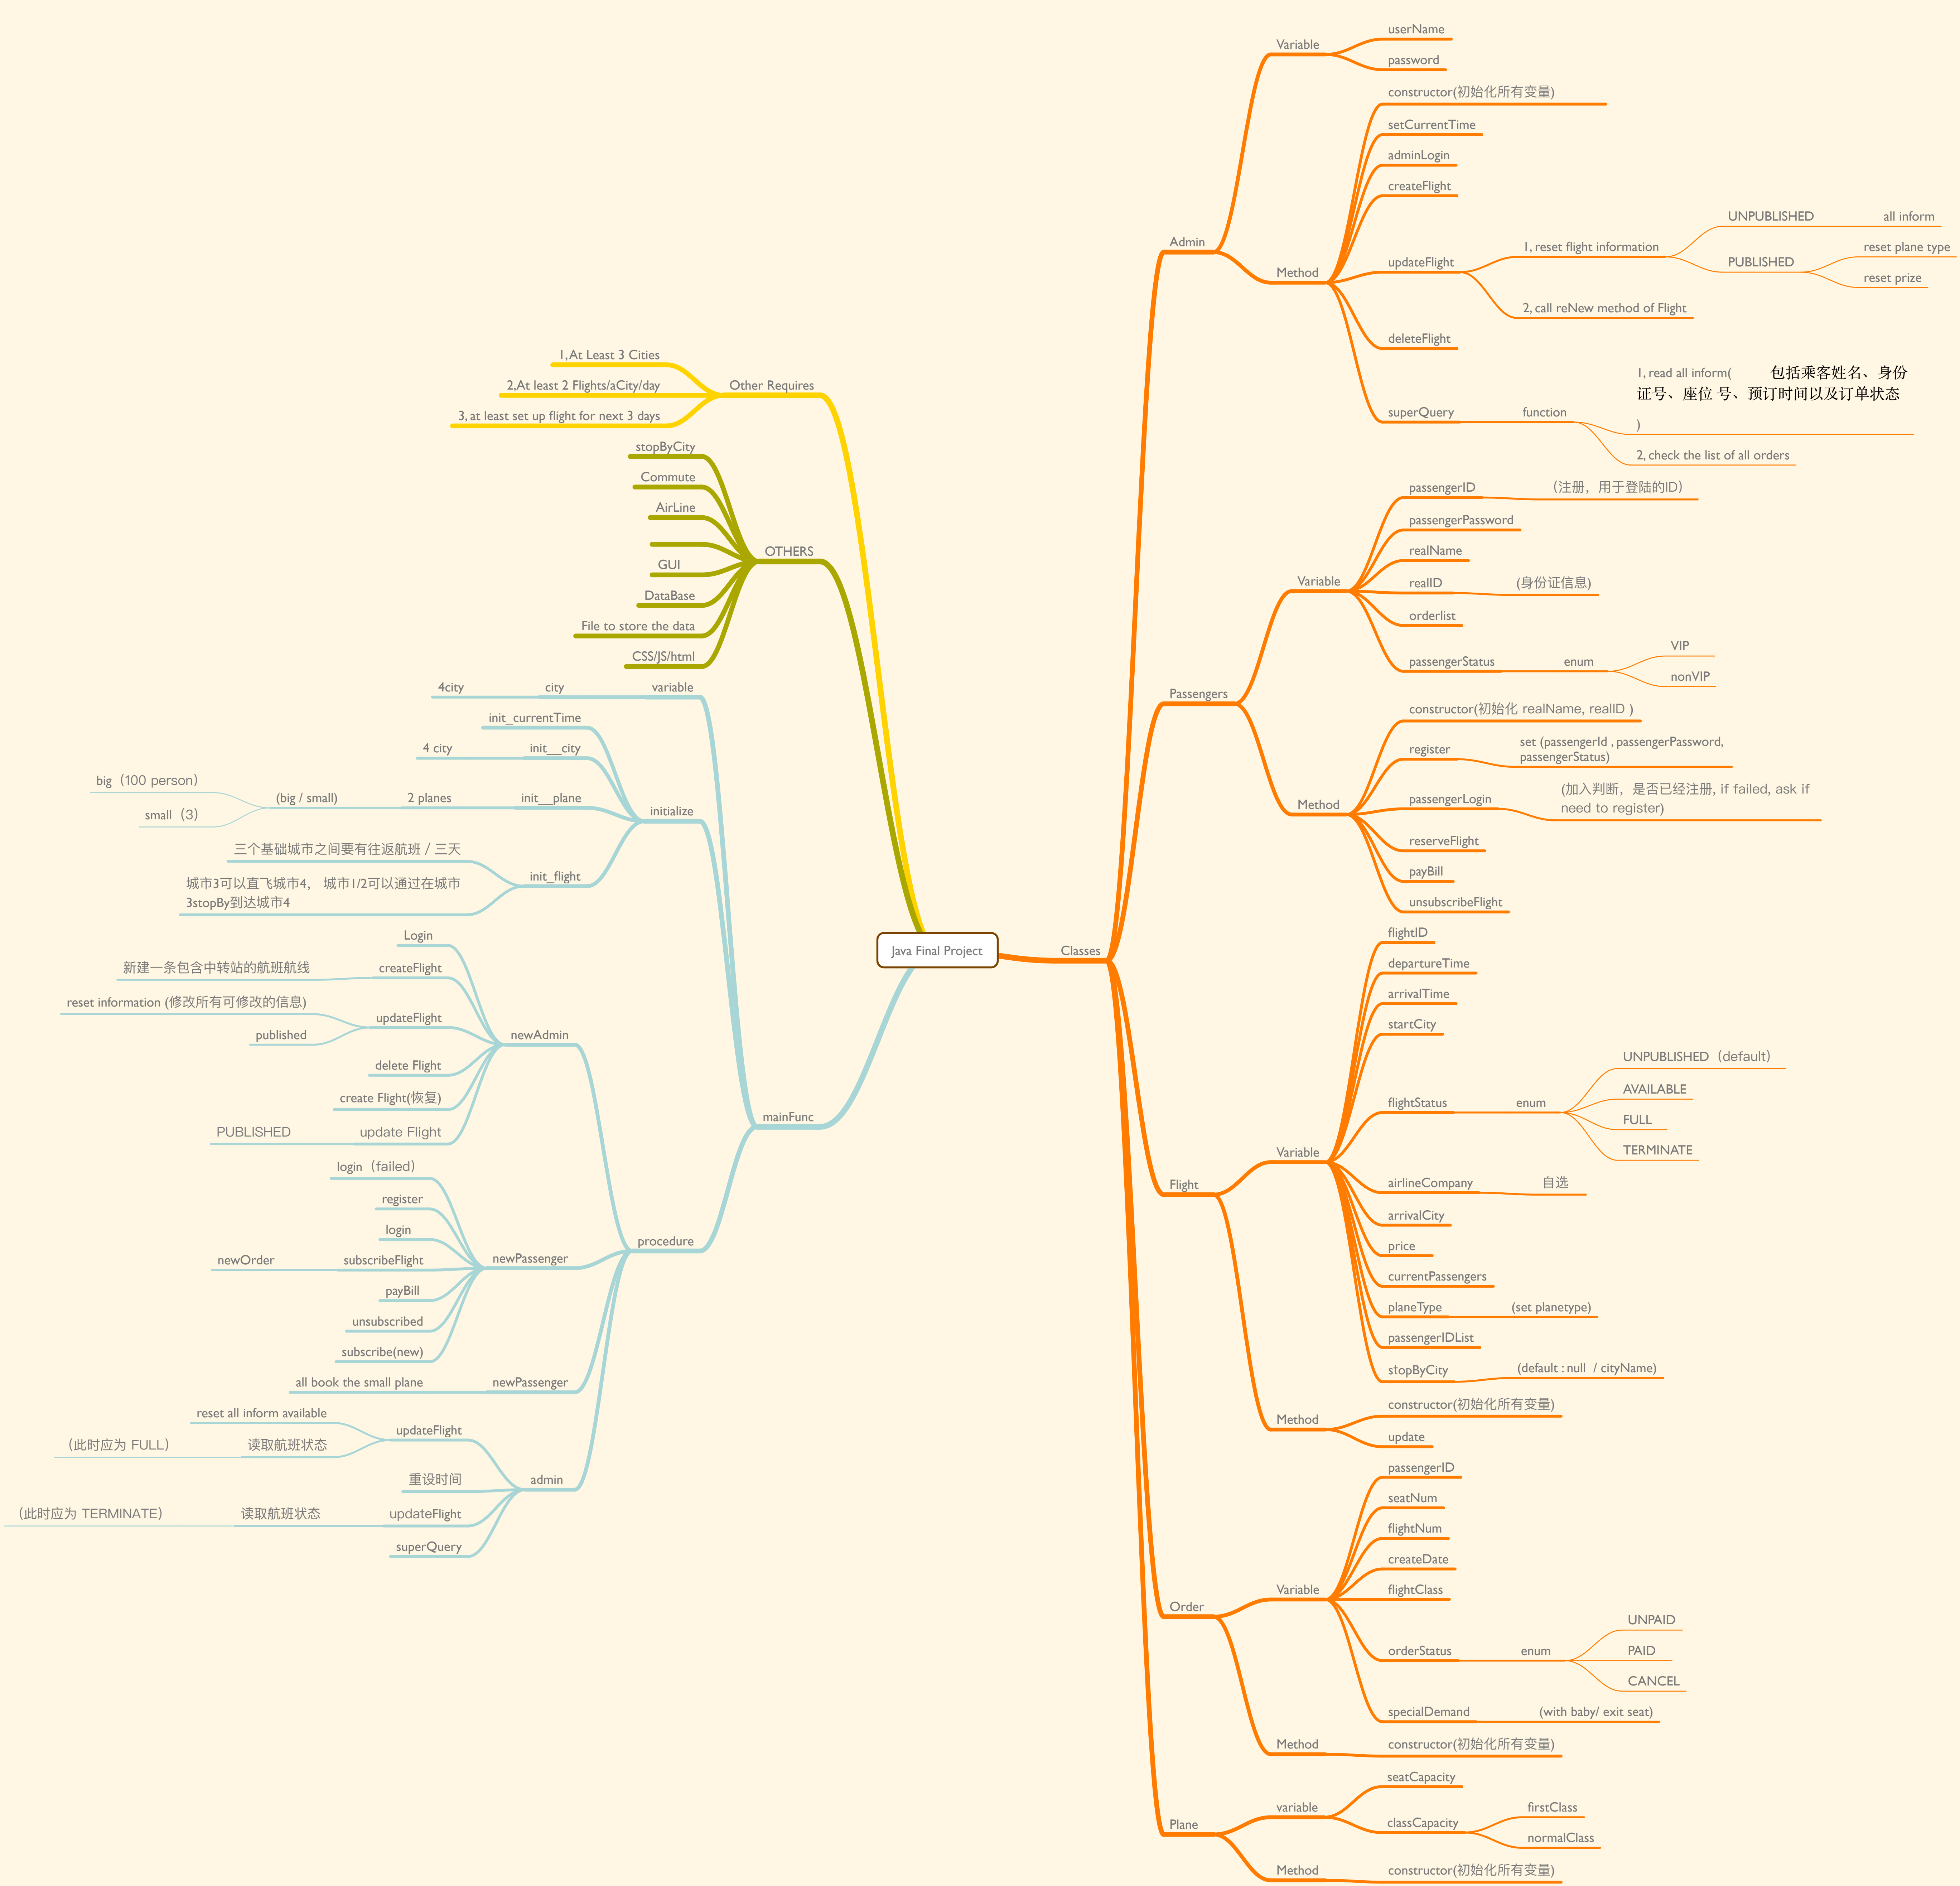 Java Final Project
Classes
Admin
Variable
userName
password
Method
constructor(初始化所有变量)
setCurrentTime
adminLogin
createFlight
updateFlight
1, reset flight information
UNPUBLISHED
all inform
PUBLISHED
reset plane type
reset prize
2, call reNew method of Flight
deleteFlight
superQuery
function
1, read all inform( 包括乘客姓名、身份
证号、座位 号、预订时间以及订单状态
)
2, check the list of all orders
Passengers
Variable
passengerID
（注册，用于登陆的ID）
passengerPassword
realName
realID
(身份证信息)
orderlist
passengerStatus
enum
VIP
nonVIP
Method
constructor(初始化 realName, realID )
register
set (passengerId , passengerPassword,
passengerStatus)
passengerLogin
(加入判断，是否已经注册, if failed, ask if
need to register)
reserveFlight
payBill
unsubscribeFlight
Flight
Variable
flightID
departureTime
arrivalTime
startCity
flightStatus
enum
UNPUBLISHED（default）
AVAILABLE
FULL
TERMINATE
airlineCompany
自选
arrivalCity
price
currentPassengers
planeType
(set planetype)
passengerIDList
stopByCity
(default : null / cityName)
Method
constructor(初始化所有变量)
update
Order
Variable
passengerID
seatNum
flightNum
createDate
flightClass
orderStatus
enum
UNPAID
PAID
CANCEL
specialDemand
(with baby/ exit seat)
Method
constructor(初始化所有变量)
Plane
variable
seatCapacity
classCapacity
firstClass
normalClass
Method
constructor(初始化所有变量)
Other Requires
1,At Least 3 Cities
2,At least 2 Flights/aCity/day
3, at least set up flight for next 3 days
OTHERS
stopByCity
Commute
AirLine
GUI
DataBase
File to store the data
CSS/JS/html
mainFunc
variable
city
4city
initialize
init_currentTime
init__city
4 city
init__plane
2 planes
(big / small)
big（100 person）
small（3）
init_flight
三个基础城市之间要有往返航班 / 三天
城市3可以直飞城市4， 城市1/2可以通过在城市
3stopBy到达城市4
procedure
newAdmin
Login
createFlight
新建一条包含中转站的航班航线
updateFlight
reset information (修改所有可修改的信息)
published
delete Flight
create Flight(恢复)
update Flight
PUBLISHED
newPassenger
login（failed）
register
login
subscribeFlight
newOrder
payBill
unsubscribed
subscribe(new)
newPassenger
all book the small plane
admin
updateFlight
reset all inform available
读取航班状态
（此时应为 FULL）
重设时间
updateFlight
读取航班状态
（此时应为 TERMINATE）
superQuery